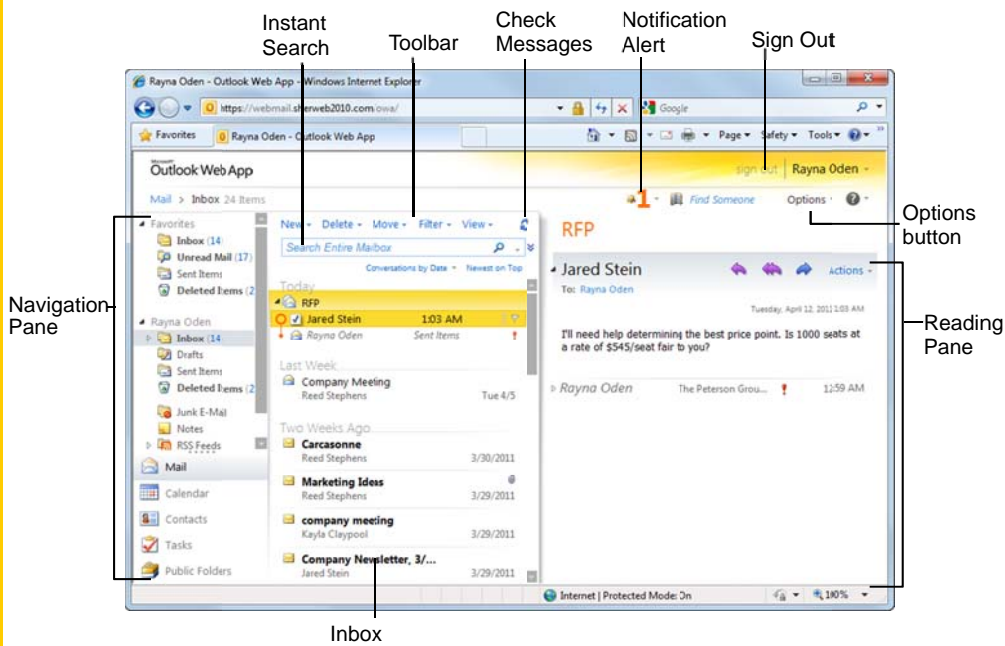 Instant Search
Toolbar
Check Messages
Notification Alert
Sign Out
Rayna Oden - Outlook Web App - Windows Internet Explorer
https://webmail.sherweb2010.com/owa/
Google
Favorites
Rayna Oden - Outlook Web App
Page
Safety
Tools
Microsoft
Outlook Web App
sign out
Rayna Oden
Mail > Inbox 24 Items
1
Find Someone
Options
Options button
Navigation Pane
Favorites
Inbox (14
Unread Mail (17)
Sent Items
Deleted Items (2
Rayna Oden
Inbox (14
Drafts
Sent Items
Deleted Items (2
Junk E-Mail
Notes
RSS Feeds
Mail
Calendar
Contacts
Tasks
Public Folders
New Delete Move Filter View
Search Entire Mailbox
Conversations by Date Newest on Top
Today
RFP
Jared Stein 1:03 AM
Rayna Oden Sent Items !
Last Week
Company Meeting
Reed Stephens Tue 4/5
Two Weeks Ago
Carcasonne
Reed Stephens 3/30/2011
Marketing Ideas
Reed Stephens 3/29/2011
company meeting
Kayla Claypool 3/29/2011
Company Newsletter, 3/...
Jared Stein 3/29/2011
RFP
Jared Stein
Actions
To: Rayna Oden
Tuesday, April 12, 2011 1:03 AM
I'll need help determining the best price point. Is 1000 seats at
a rate of $545/seat fair to you?
Rayna Oden The Peterson Grou... ! 12:59 AM
Reading Pane
Internet | Protected Mode: On
100%
Inbox